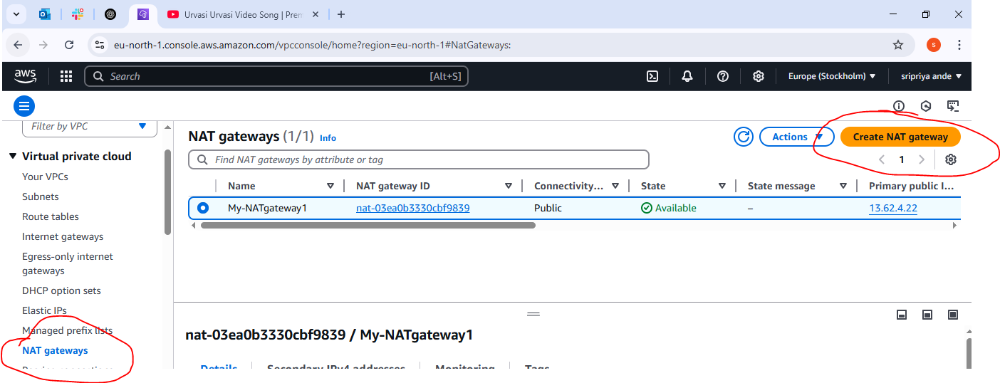 Urvasi Urvasi Video Song | Prem
eu-north-1.console.aws.amazon.com/vpcconsole/home?region=eu-north-1#NatGateways:
S
aws
Search
[Alt+S]
Europe (Stockholm)
sripriya ande
Filter by VPC
Virtual private cloud
Your VPCs
Subnets
Route tables
Internet gateways
Egress-only internet
gateways
DHCP option sets
Elastic IPs
Managed prefix lists
NAT gateways
NAT gateways (1/1) Info
Actions
Create NAT gateway
Find NAT gateways by attribute or tag
1
Name
NAT gateway ID
Connectivity...
State
State message
Primary public I...
My-NATgateway1
nat-03ea0b3330cbf9839
Public
Available
–
13.62.4.22
nat-03ea0b3330cbf9839 / My-NATgateway1
Details
Secondary IPv4 addresses
Monitoring
Tags